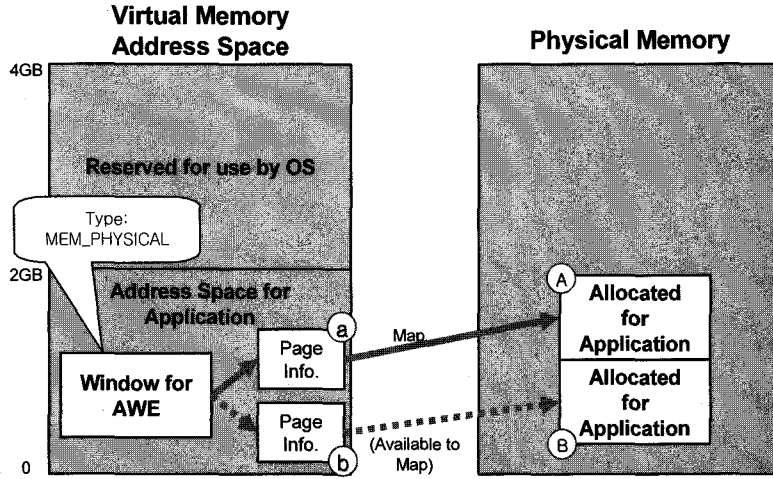 Virtual Memory
Address Space
Physical Memory
4GB
Reserved for use by OS
Type:
MEM_PHYSICAL
2GB
Address Space for
Application
a
Map
A
Allocated
for
Application
Page
Info.
Window for
AWE
Page
Info.
b
(Available to
Map)
Allocated
for
Application
B
0